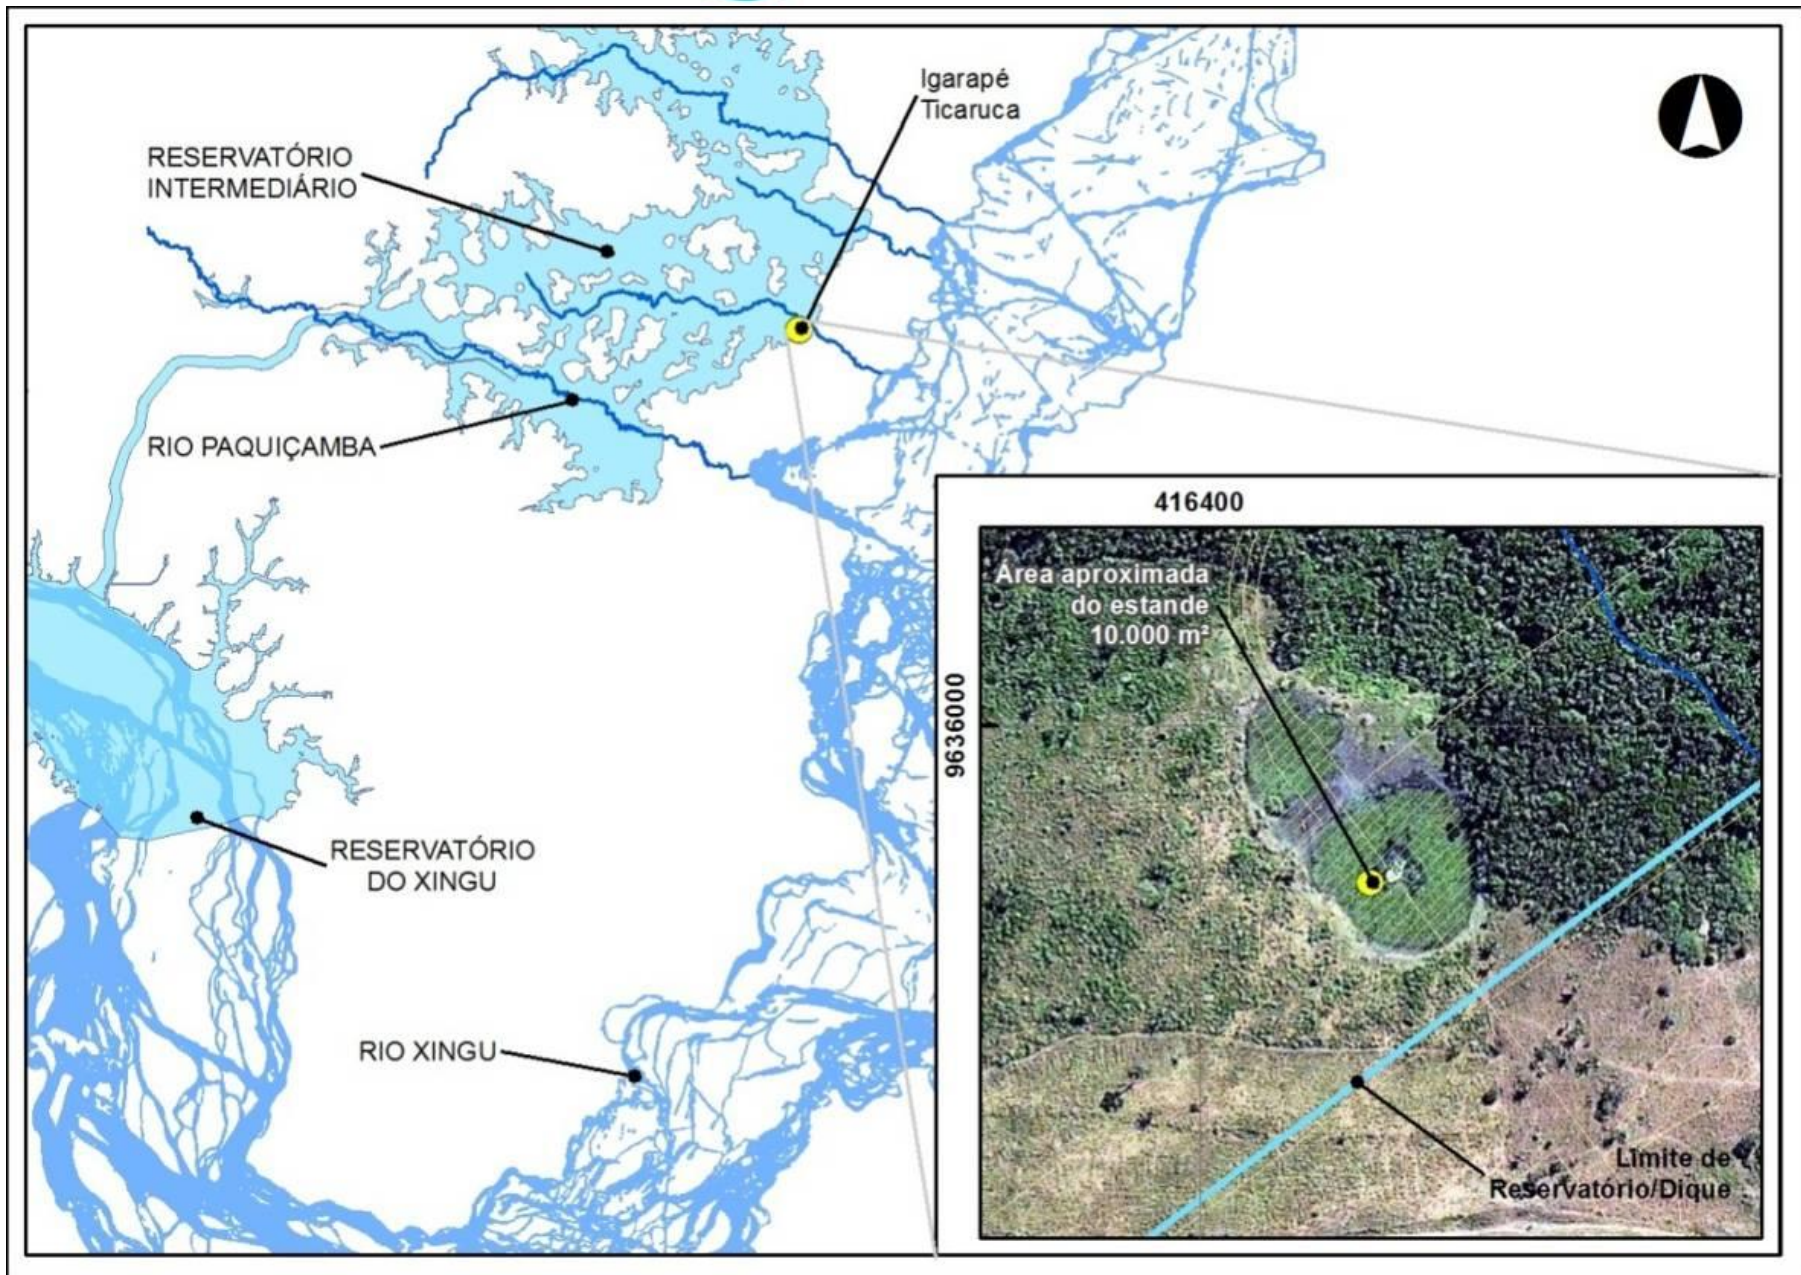 Igarapé
Ticaruca
RESERVATÓRIO
INTERMEDIÁRIO
RIO PAQUIÇAMBA
416400
Área aproximada
do estande
10.000 m²
9636000
RESERVATÓRIO
DO XINGU
RIO XINGU
Limite de
Reservatório/Dique